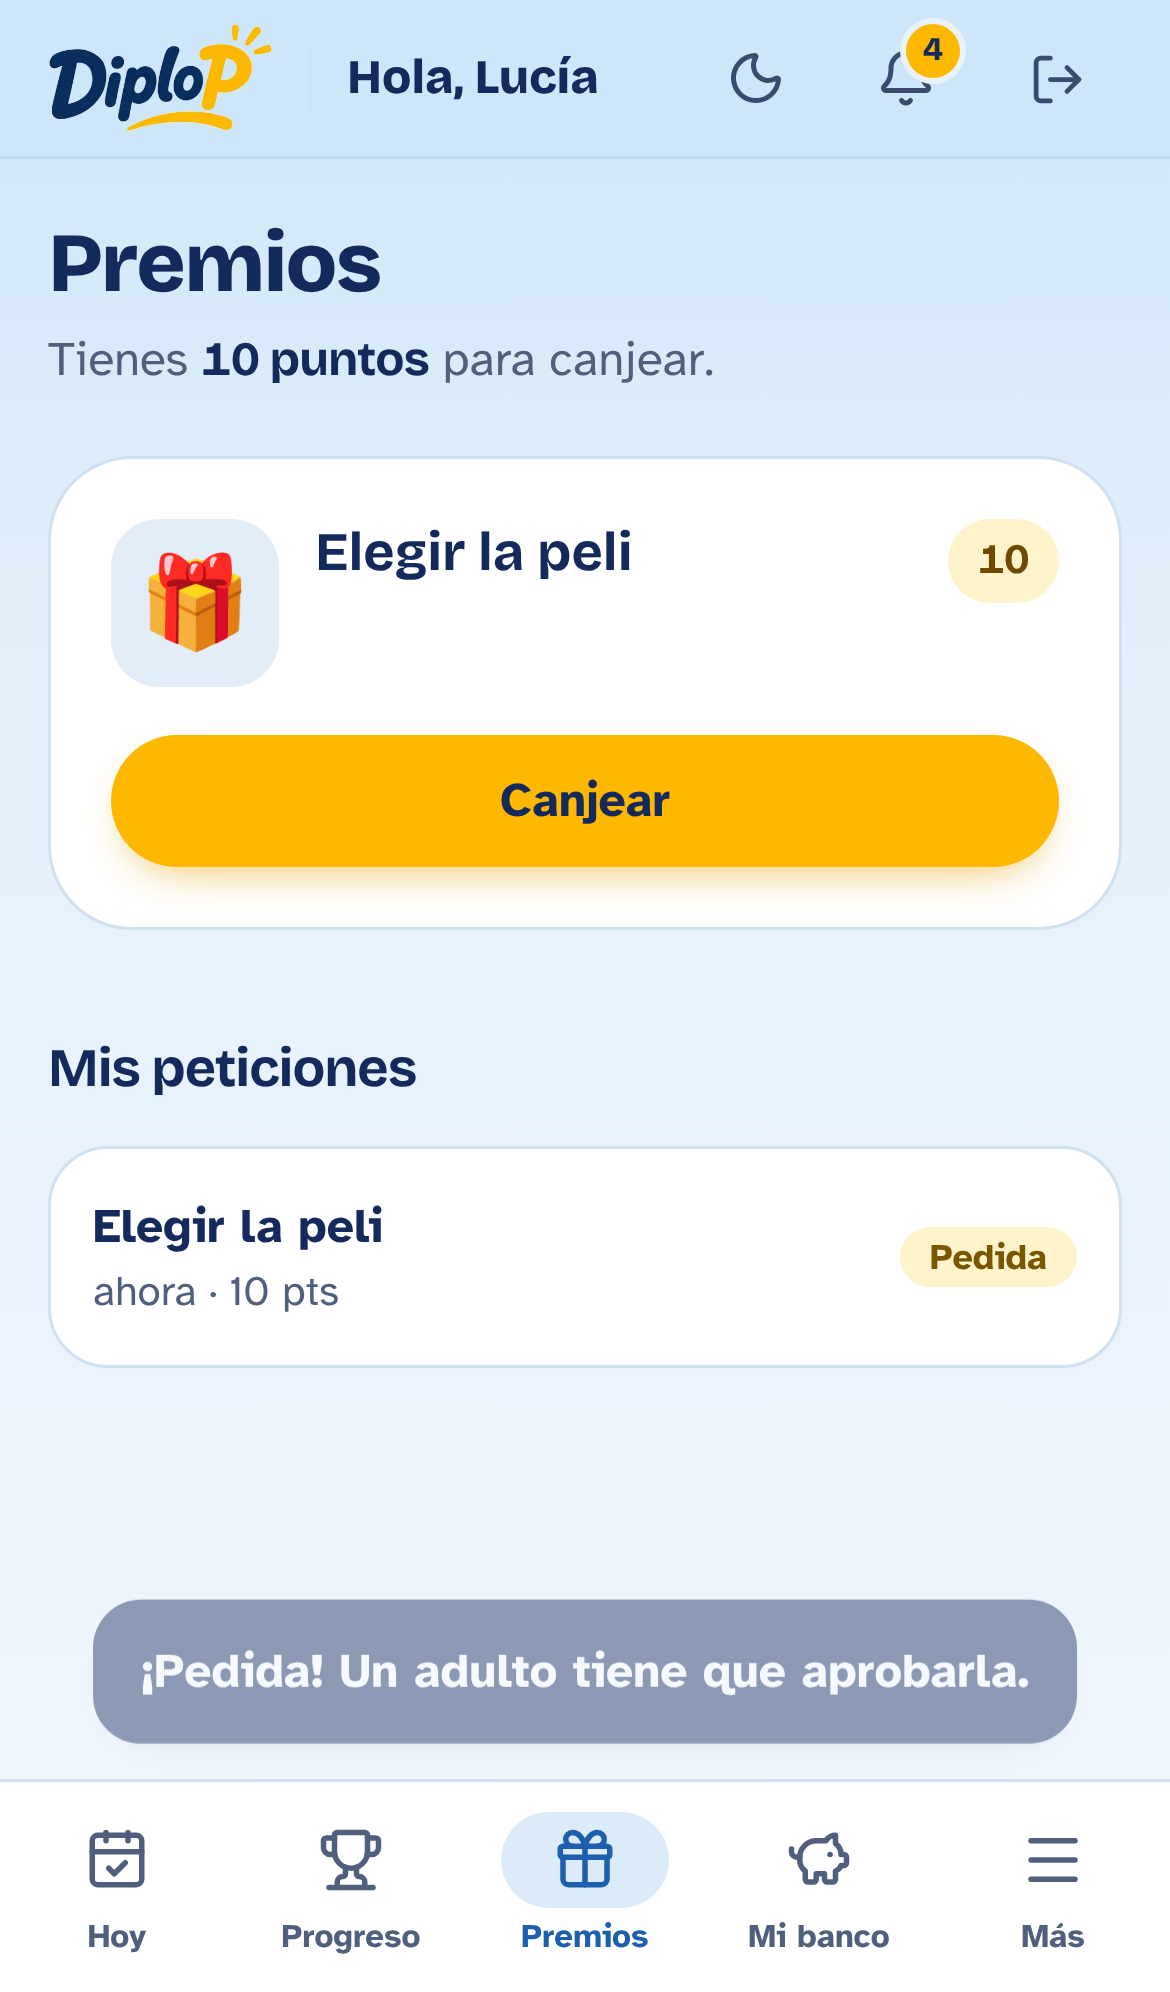 DiploP
Hola, Lucía
4
Premios
Tienes 10 puntos para canjear.
Elegir la peli
10
Canjear
Mis peticiones
Elegir la peli
ahora · 10 pts
Pedida
¡Pedida! Un adulto tiene que aprobarla.
Hoy
Progreso
Premios
Mi banco
Más